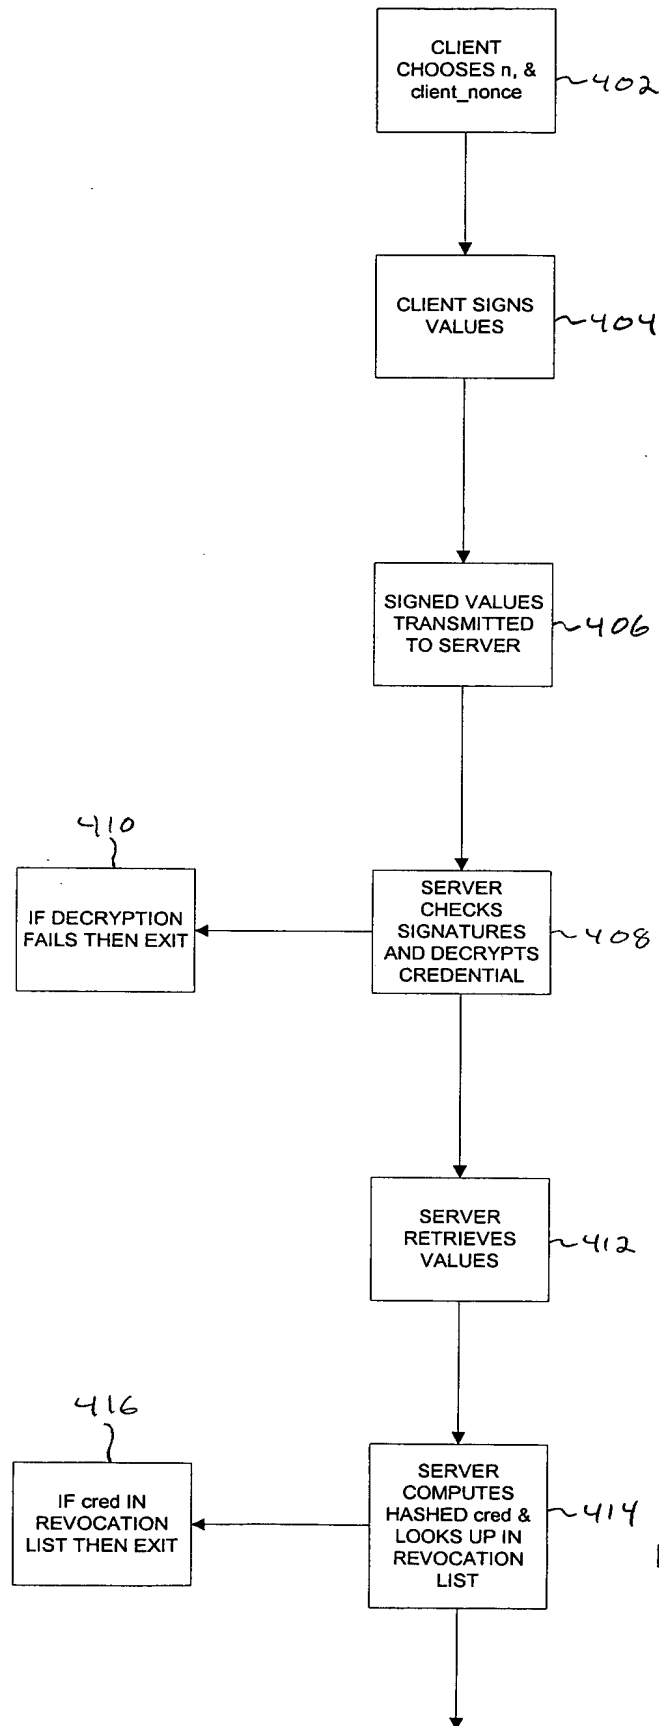 CLIENT
CHOOSES n, &
client_nonce
402
CLIENT SIGNS
VALUES
404
SIGNED VALUES
TRANSMITTED
TO SERVER
406
410
IF DECRYPTION
FAILS THEN EXIT
SERVER
CHECKS
SIGNATURES
AND DECRYPTS
CREDENTIAL
408
SERVER
RETRIEVES
VALUES
412
416
IF cred IN
REVOCATION
LIST THEN EXIT
SERVER
COMPUTES
HASHED cred &
LOOKS UP IN
REVOCATION
LIST
414